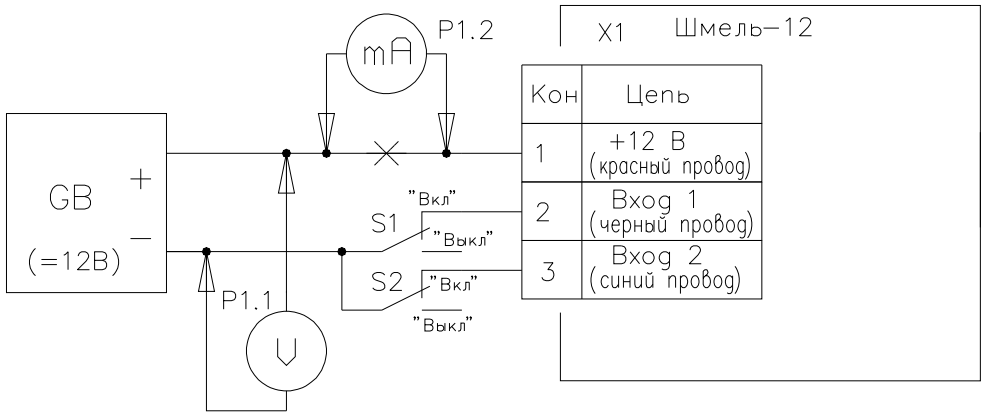 P1.2
X1 Шмель-12
mA
Кон Цепь
1 +12 В
(красный провод)
+
GB
"Вкл"
2 Вход 1
(черный провод)
S1
"Выкл"
−
(=12В)
3 Вход 2
(синий провод)
S2 "Вкл"
P1.1
"Выкл"
V